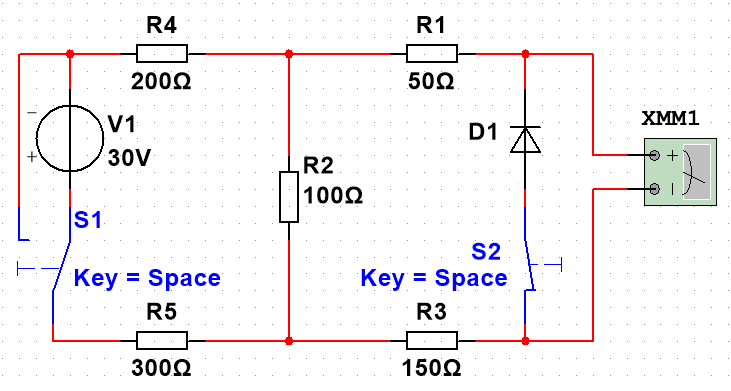 R4
R1
200Ω
50Ω
XMM1
−
V1
D1
+
30V
+
−
R2
100Ω
S1
S2
Key = Space
Key = Space
R5
R3
300Ω
150Ω